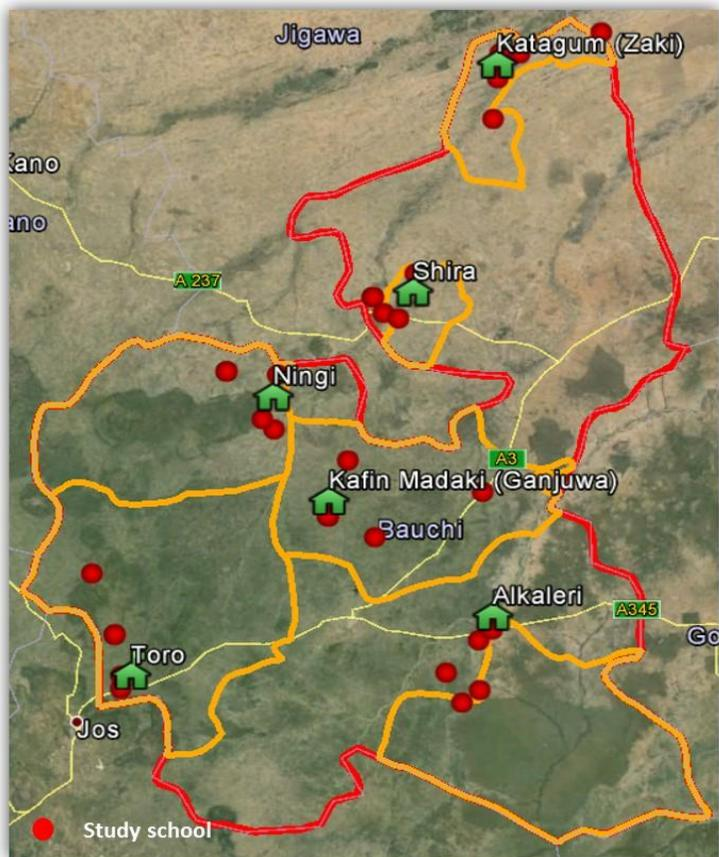 Jigawa
Katagum (Zaki)
Kano
ano
Shira
A 237
Ningi
A3
Kafin Madaki (Ganjuwa)
Bauchi
Alkaleri
A345
Go
Toro
Jos
Study school